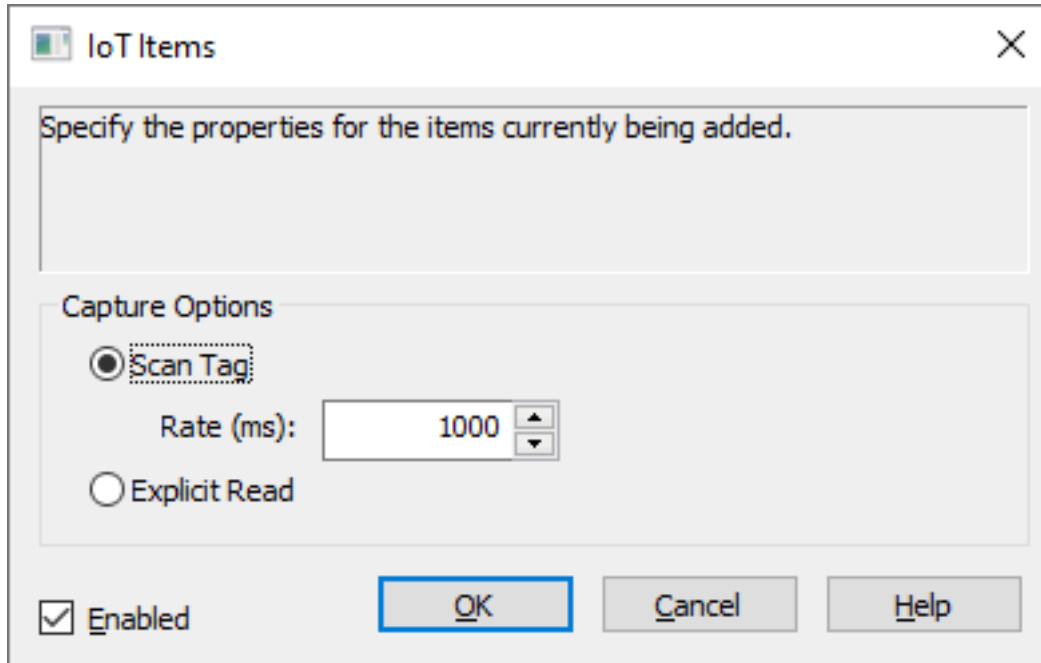 IoT Items
Specify the properties for the items currently being added.
Capture Options
Scan Tag
Rate (ms): 1000
Explicit Read
Enabled OK Cancel Help